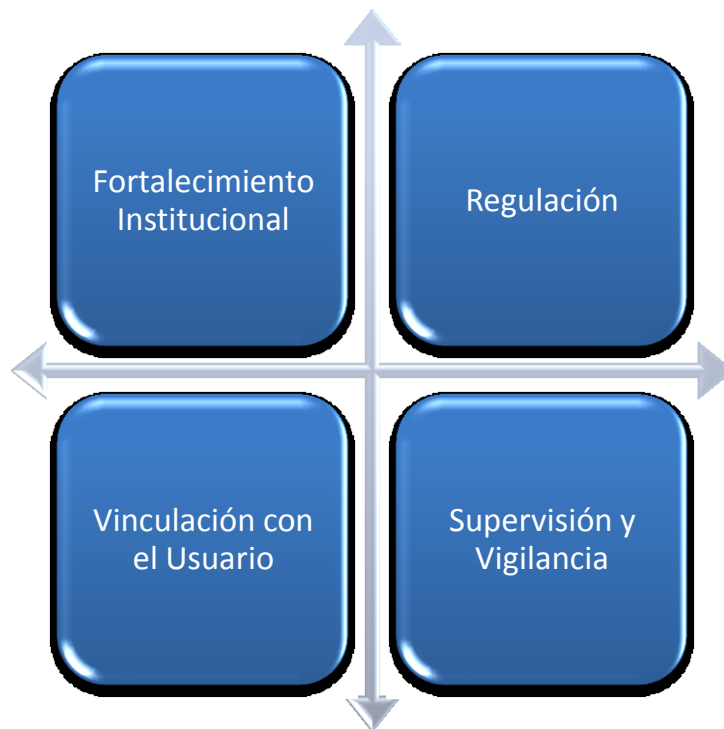 Fortalecimiento
Institucional
Regulación
Vinculación con
el Usuario
Supervisión y
Vigilancia